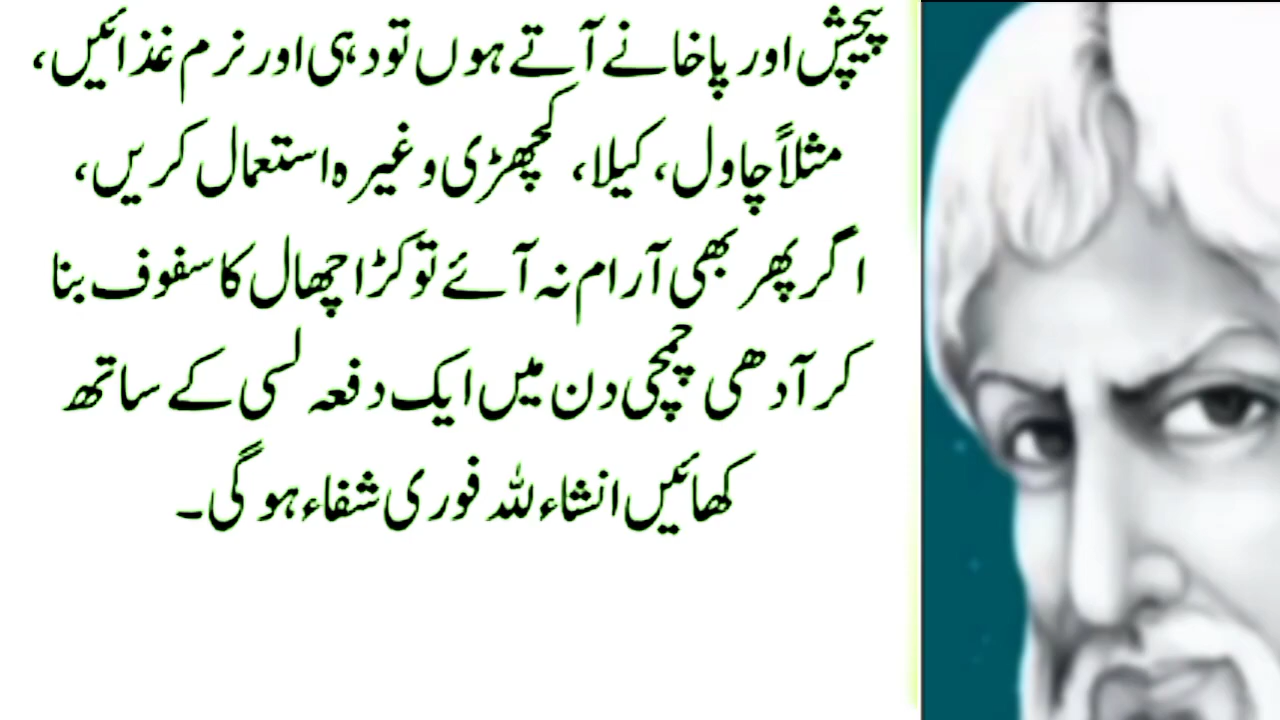 پیچش اور پاخانے آتے ہوں تو دہی اور نرم غذائیں،
مثلاً چاول، کیلا، کھچڑی وغیرہ استعمال کریں،
اگر پھر بھی آرام نہ آئے تو کڑا چھال کا سفوف بنا
کر آدھی چمچی دن میں ایک دفعہ لسی کے ساتھ
کھائیں انشاء للہ فوری شفاء ہو گی۔